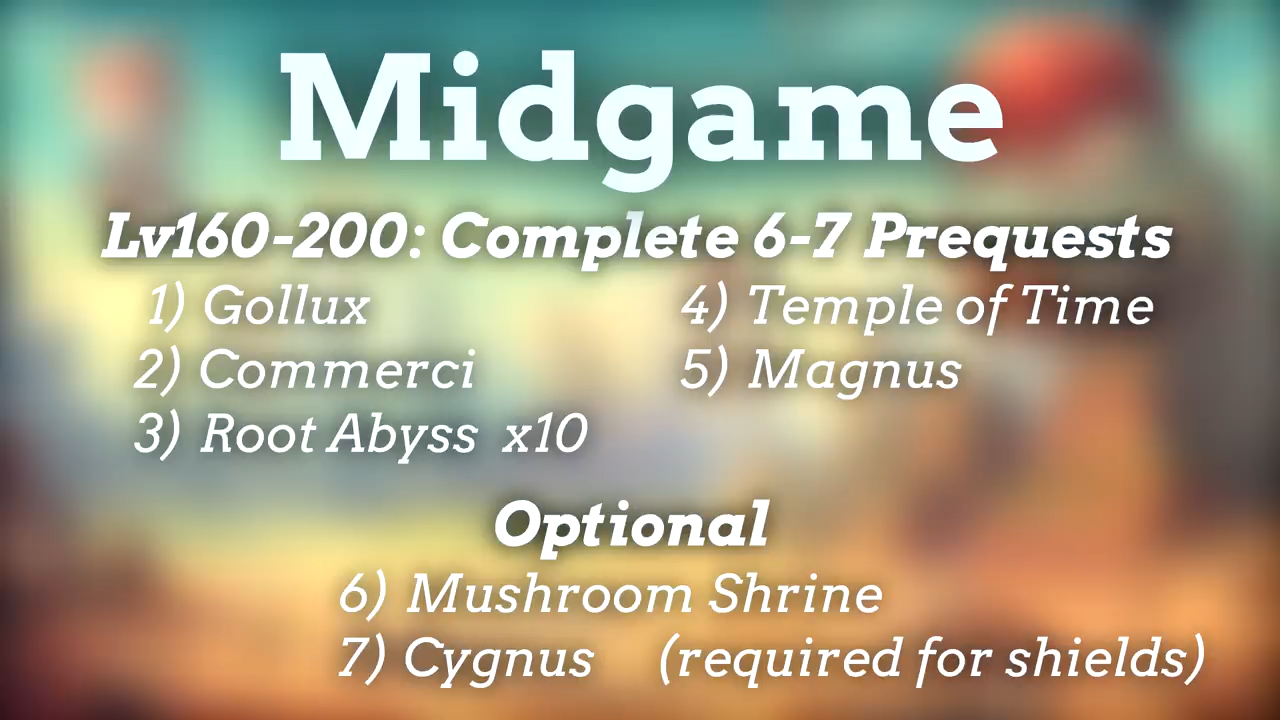 Midgame
Lv160-200: Complete 6-7 Prequests
1) Gollux
2) Commerci
3) Root Abyss x10
4) Temple of Time
5) Magnus
Optional
6) Mushroom Shrine
7) Cygnus (required for shields)